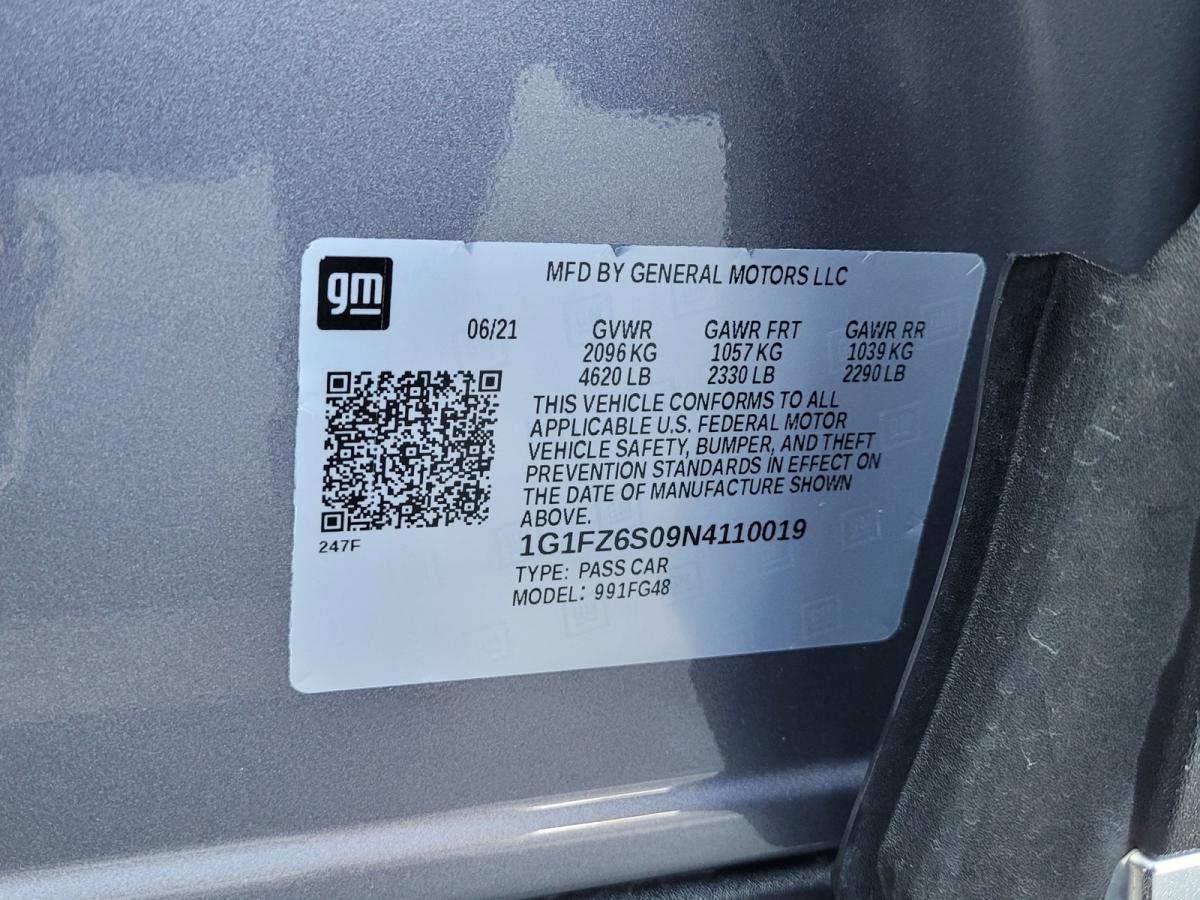 gm
MFD BY GENERAL MOTORS LLC
06/21 GVWR GAWR FRT GAWR RR
2096 KG 1057 KG 1039 KG
4620 LB 2330 LB 2290 LB
THIS VEHICLE CONFORMS TO ALL
APPLICABLE U.S. FEDERAL MOTOR
VEHICLE SAFETY, BUMPER, AND THEFT
PREVENTION STANDARDS IN EFFECT ON
THE DATE OF MANUFACTURE SHOWN
ABOVE.
247F
1G1FZ6S09N4110019
TYPE: PASS CAR
MODEL: 991FG48